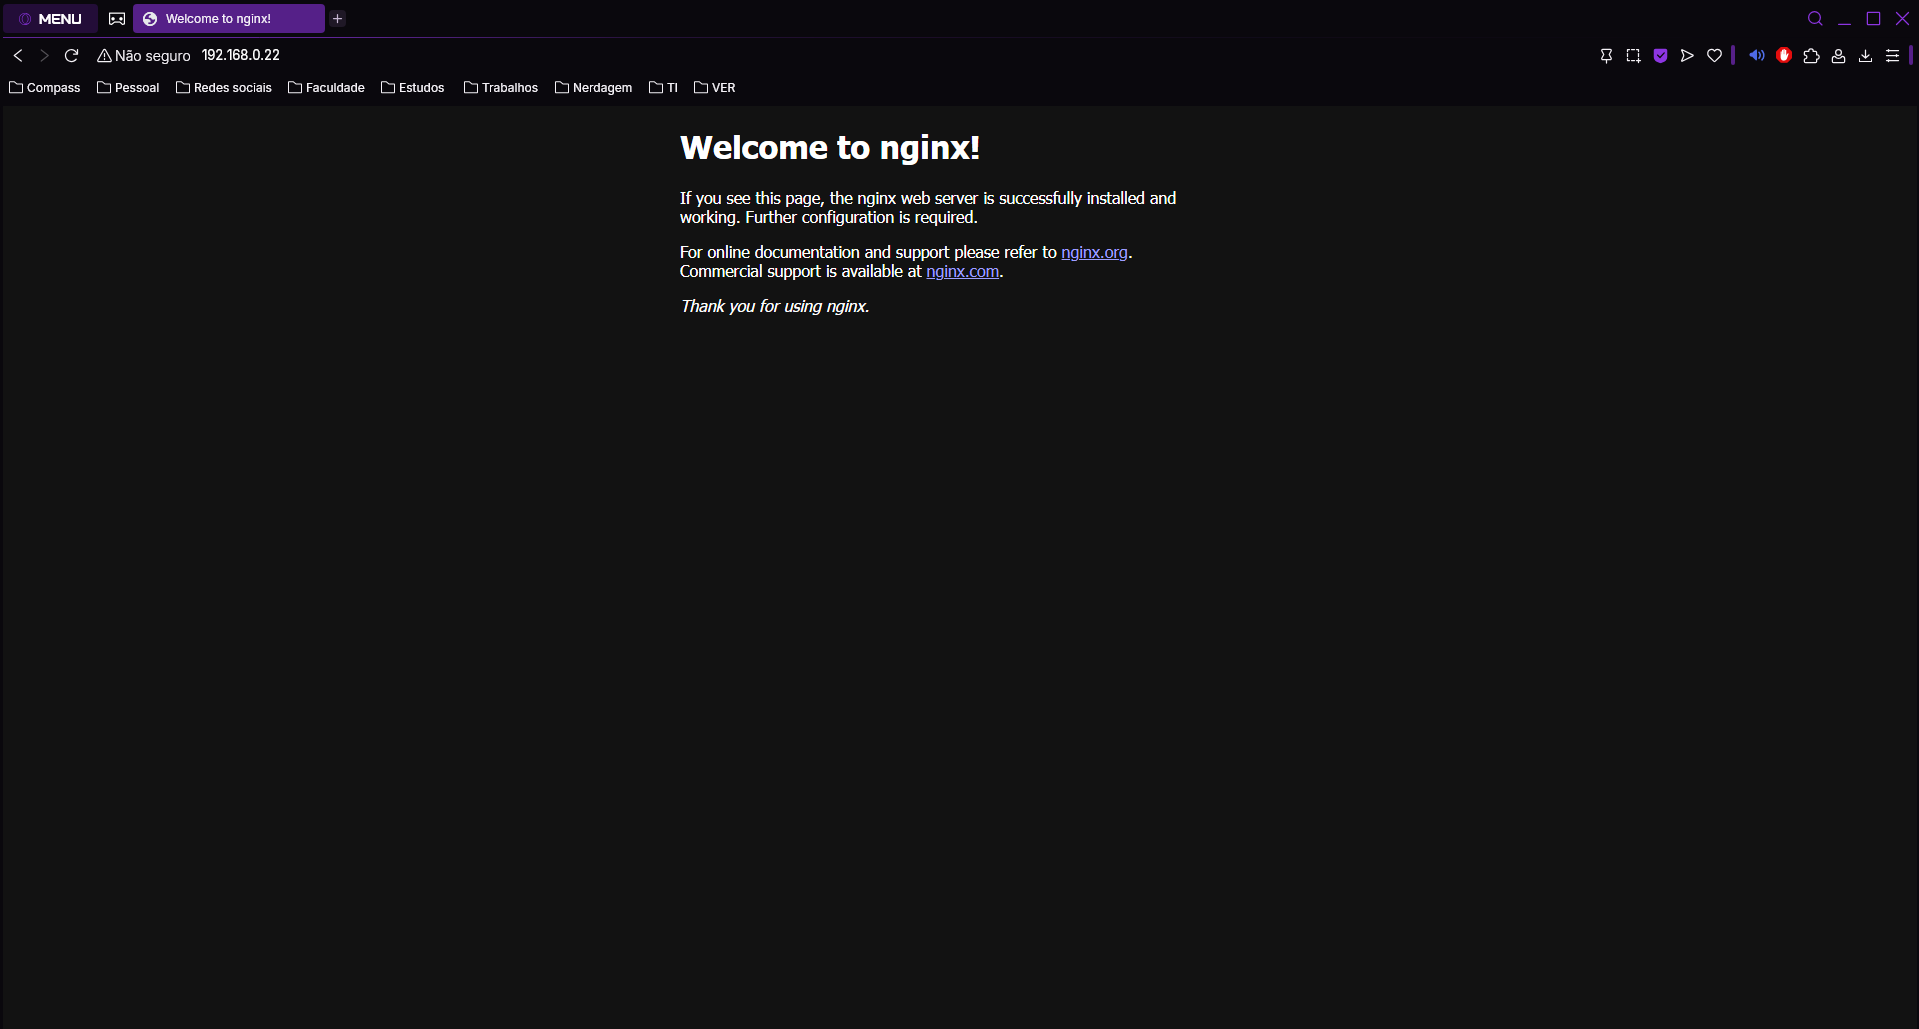 MENU
Welcome to nginx!
Não seguro 192.168.0.22
Compass Pessoal Redes sociais Faculdade Estudos Trabalhos Nerdagem TI VER
Welcome to nginx!
If you see this page, the nginx web server is successfully installed and
working. Further configuration is required.
For online documentation and support please refer to nginx.org.
Commercial support is available at nginx.com.
Thank you for using nginx.